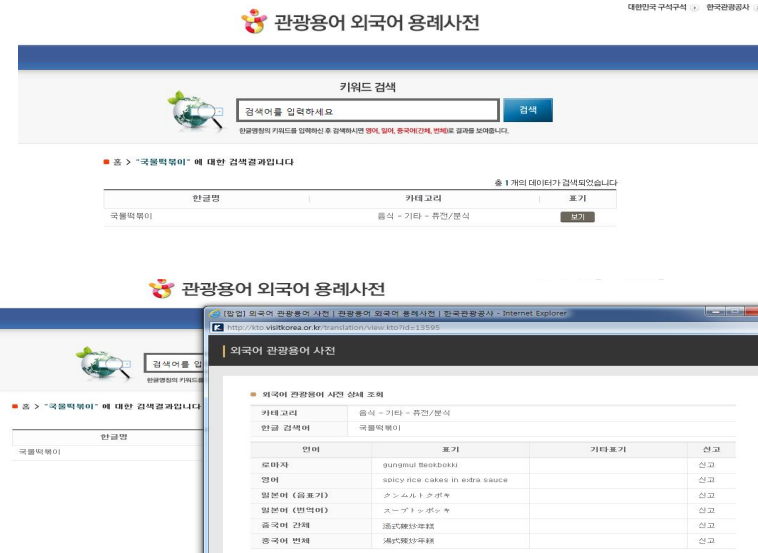 대한민국 구석구석 한국관광공사
관광용어 외국어 용례사전
키워드 검색
검색어를 입력하세요 검색
한글명칭의 키워드를 입력하신 후 검색하시면 영어, 일어, 중국어(간체, 번체)로 결과를 보여줍니다.
홈 > "국물떡볶이" 에 대한 검색결과입니다
총 1 개의 데이터가 검색되었습니다
한글명 카테고리 표기
국물떡볶이 음식 - 기타 - 퓨전/분식 보기
관광용어 외국어 용례사전
[팝업] 외국어 관광용어 사전 | 관광용어 외국어 용례사전 | 한국관광공사 - Internet Explorer
http://kto.visitkorea.or.kr/translation/view.kto?id=13595
외국어 관광용어 사전
검색어를 입
한글명칭의 키워드를
홈 > "국물떡볶이" 에 대한 검색결과입니다
한글명
국물떡볶이
외국어 관광용어 사전 상세 조회
카테고리 음식 - 기타 - 퓨전/분식
한글 검색어 국물떡볶이
언어 표기 기타표기 신고
로마자 gungmul tteokbokki 신고
영어 spicy rice cakes in extra sauce 신고
일본어 (음표기) クンムルトクポキ 신고
일본어 (번역어) スープトッポッキ 신고
중국어 간체 汤式辣炒年糕 신고
중국어 번체 湯式辣炒年糕 신고